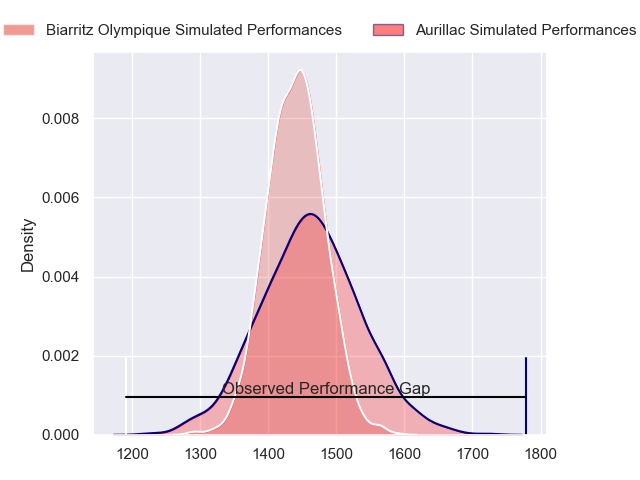 Biarritz Olympique Simulated Performances
Aurillac Simulated Performances
0.008
0.006
0.004
0.002
0.000
Density
Observed Performance Gap
1200 1300 1400 1500 1600 1700 1800